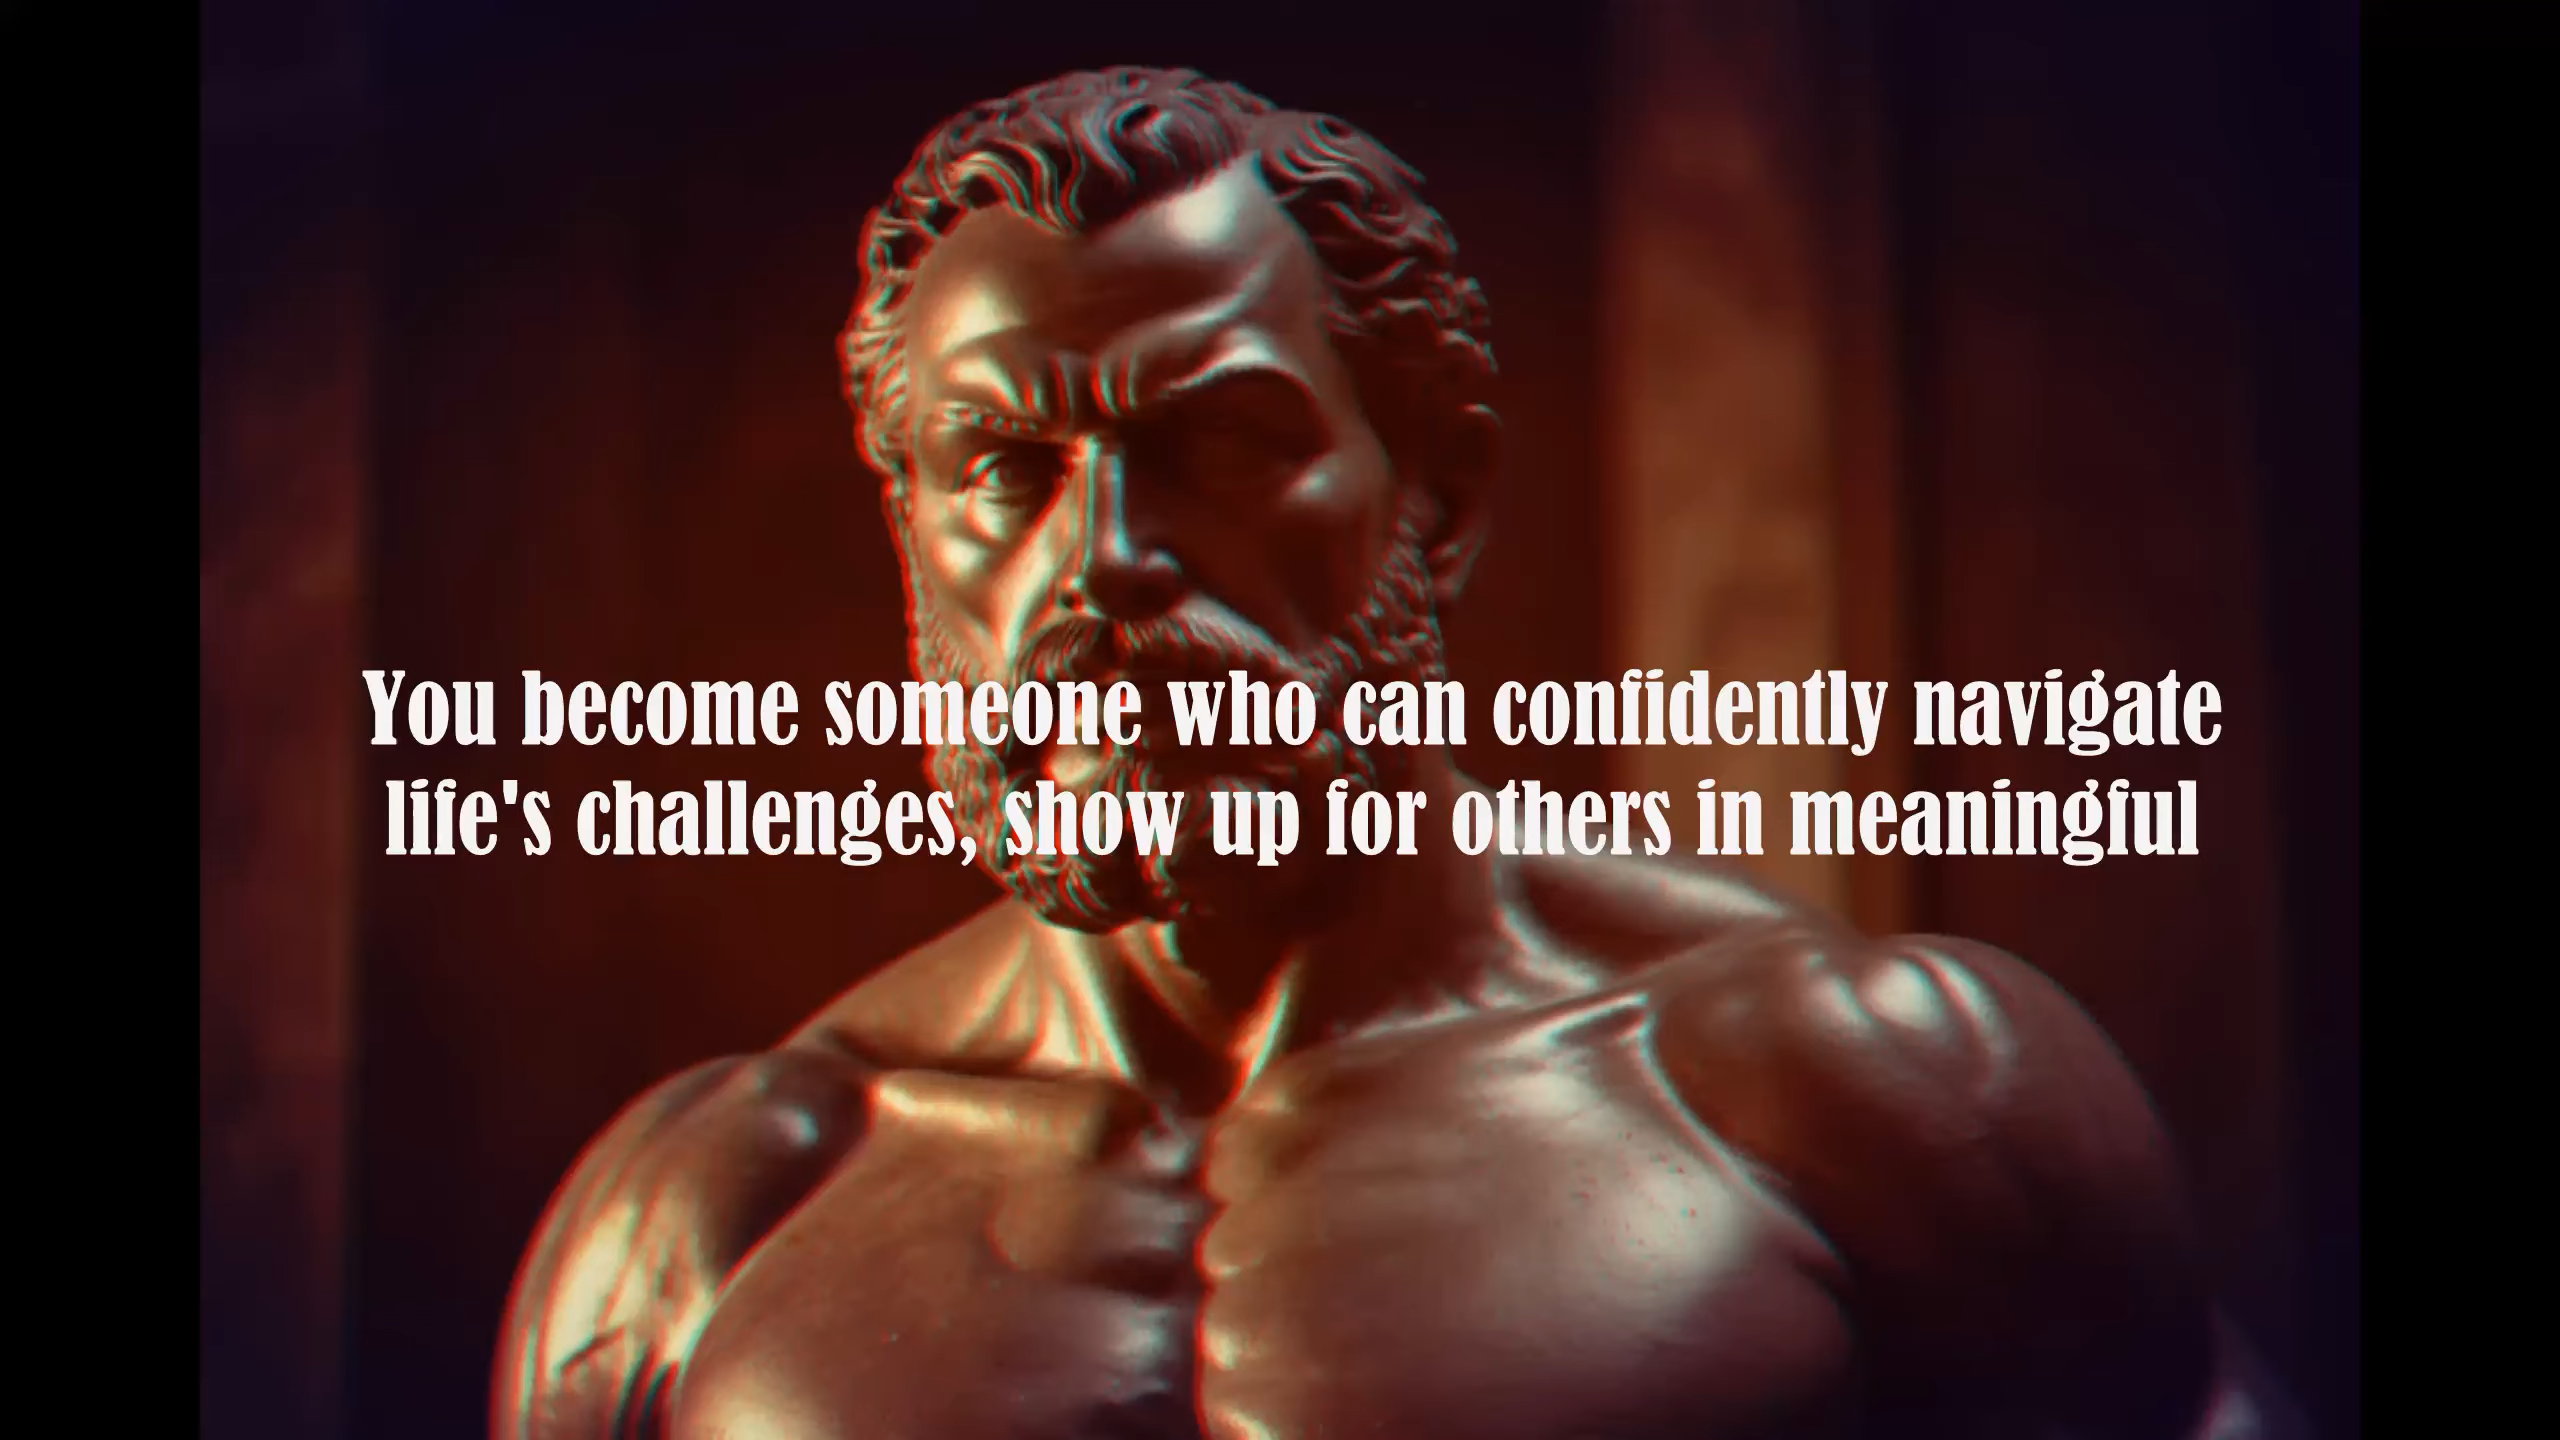 You become someone who can confidently navigate
life's challenges, show up for others in meaningful